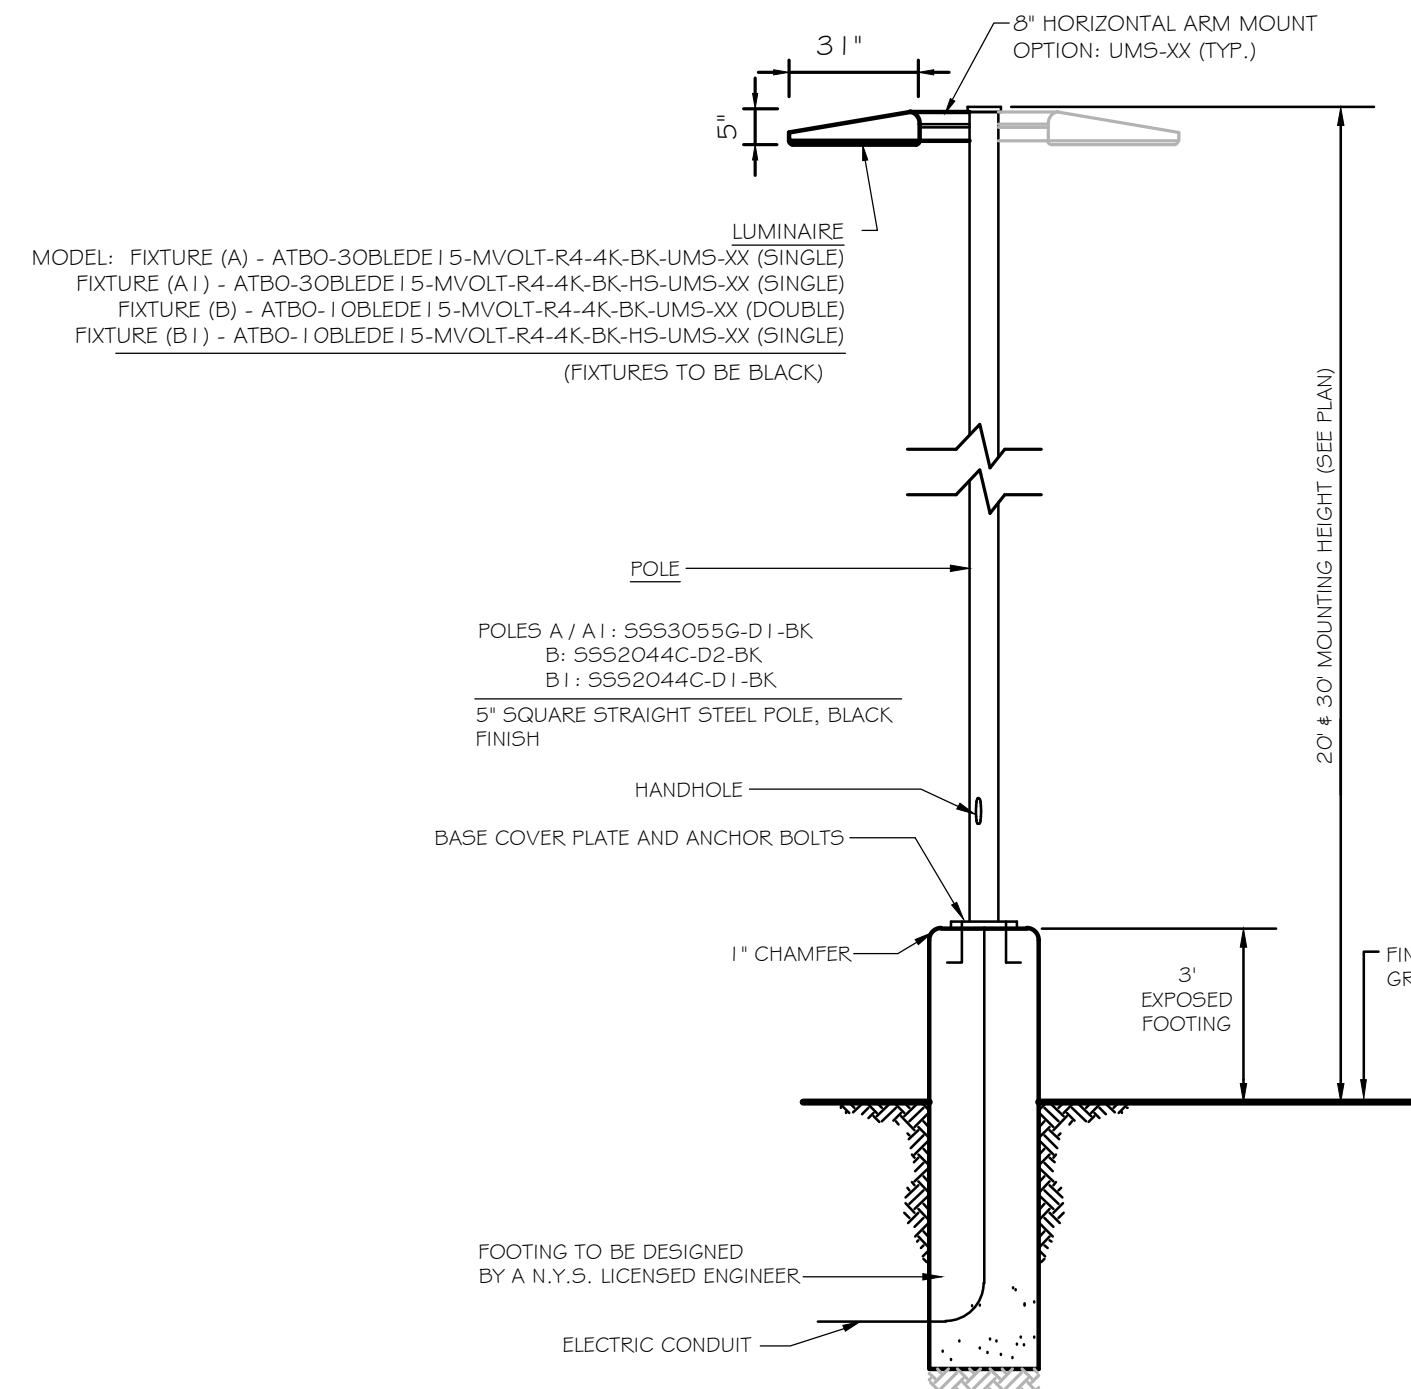 8" HORIZONTAL ARM MOUNT
OPTION: UMS-XX (TYP.)
31"
5"
LUMINAIRE
MODEL: FIXTURE (A) - ATB0-30BLEDE15-MVOLT-R4-4K-BK-UMS-XX (SINGLE)
FIXTURE (A1) - ATB0-30BLEDE15-MVOLT-R4-4K-BK-HS-UMS-XX (SINGLE)
FIXTURE (B) - ATB0-10BLEDE15-MVOLT-R4-4K-BK-UMS-XX (DOUBLE)
FIXTURE (B1) - ATB0-10BLEDE15-MVOLT-R4-4K-BK-HS-UMS-XX (SINGLE)
(FIXTURES TO BE BLACK)
20' & 30' MOUNTING HEIGHT (SEE PLAN)
POLE
POLES A / A1: SSS3055G-D1-BK
B: SSS2044C-D2-BK
B1: SSS2044C-D1-BK
5" SQUARE STRAIGHT STEEL POLE, BLACK
FINISH
HANDHOLE
BASE COVER PLATE AND ANCHOR BOLTS
1" CHAMFER
3'
EXPOSED
FOOTING
FOOTING TO BE DESIGNED
BY A N.Y.S. LICENSED ENGINEER
ELECTRIC CONDUIT